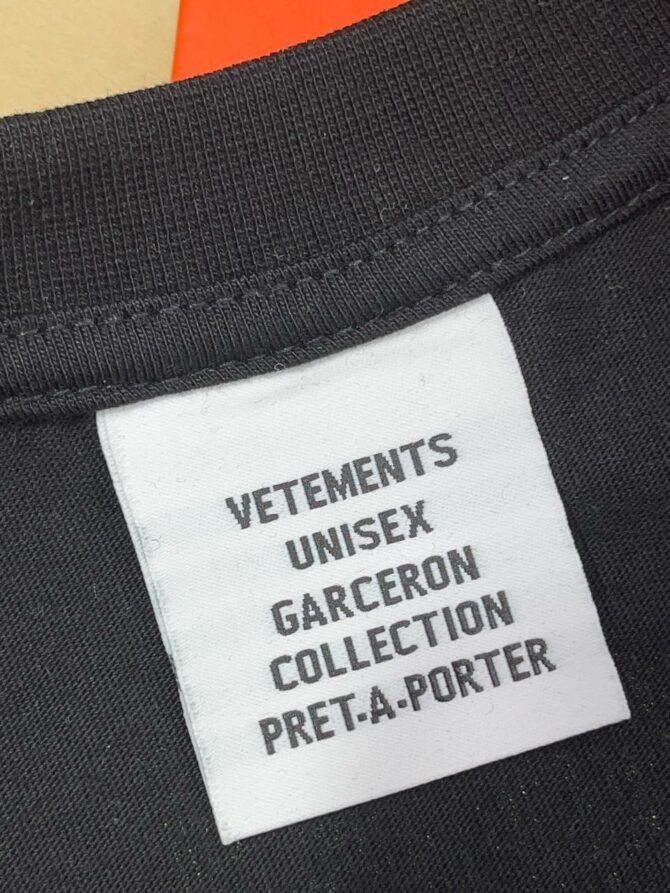 VETEMENTS
UNISEX
GARCERON
COLLECTION
PRET-A-PORTER